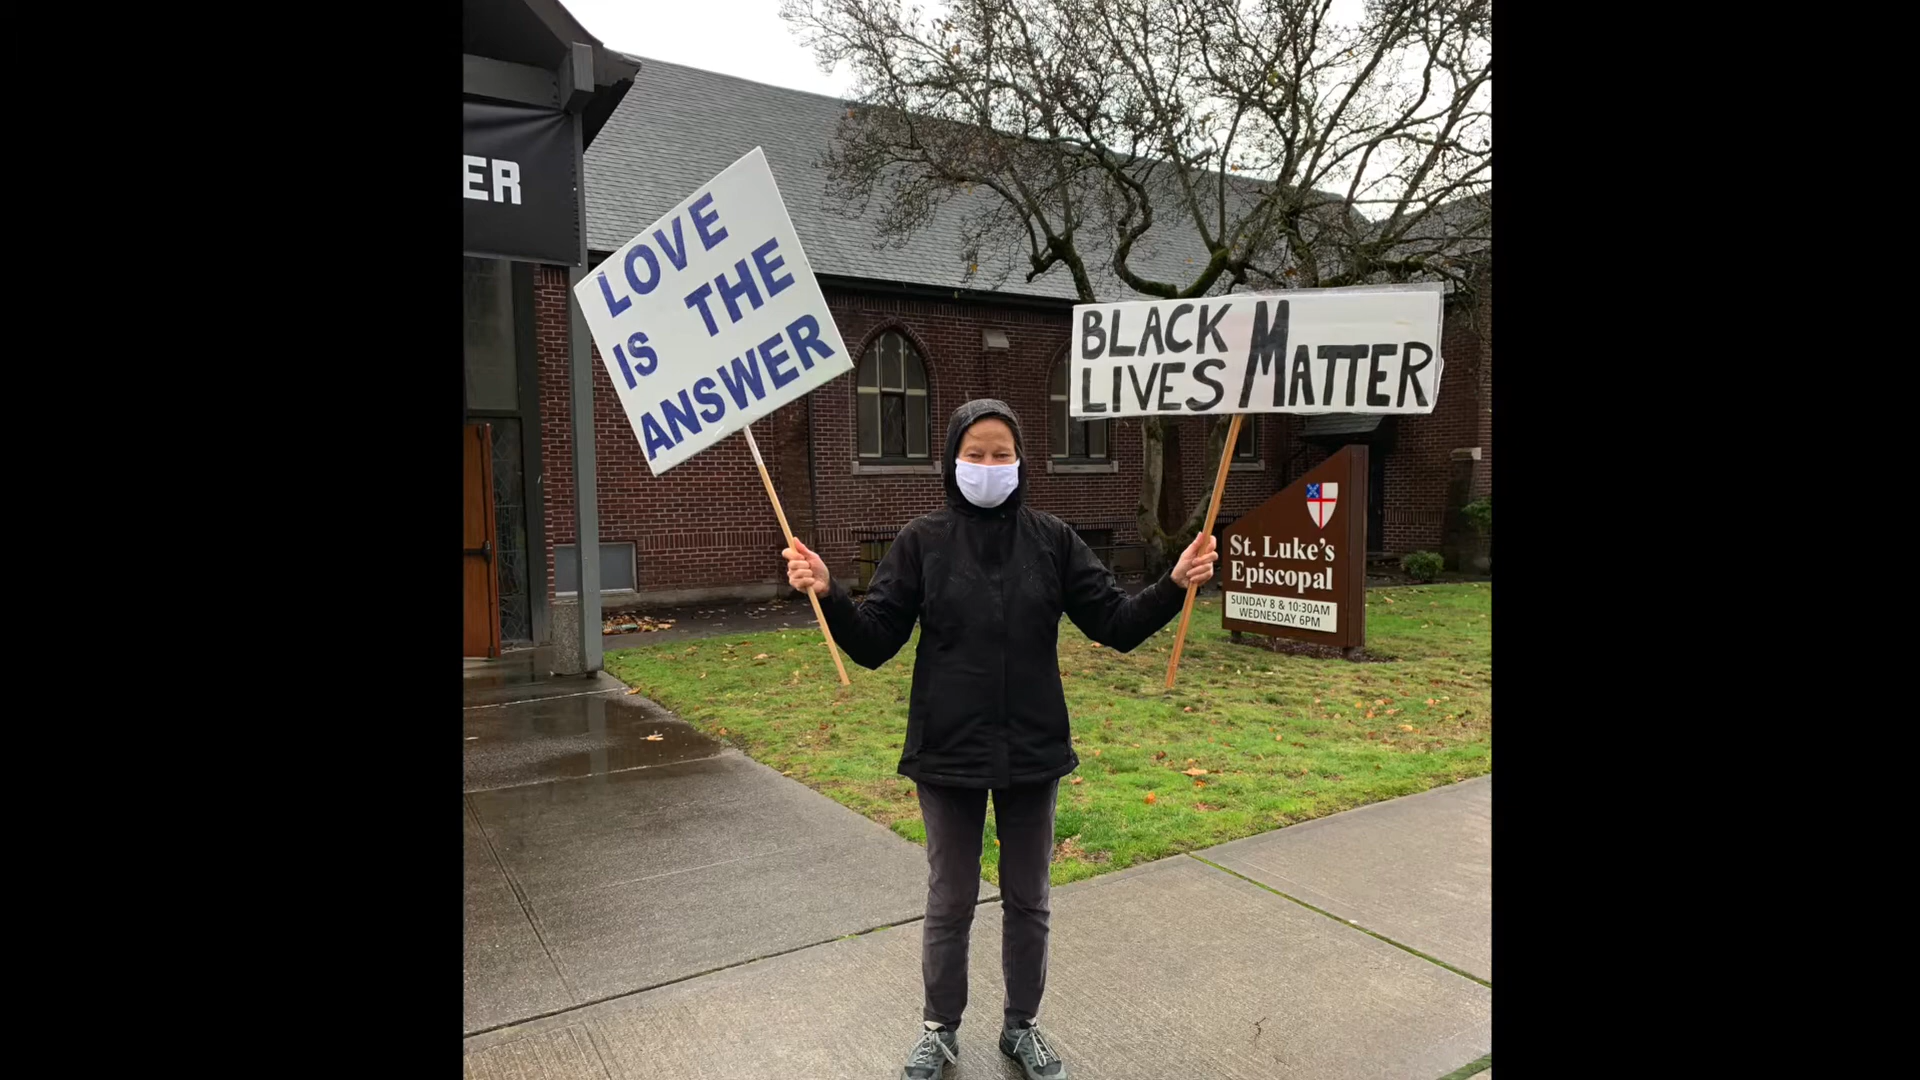 ER
LOVE
IS THE
ANSWER
BLACK
LIVES MATTER
St. Luke's
Episcopal
SUNDAY 8 & 10:30AM
WEDNESDAY 6PM